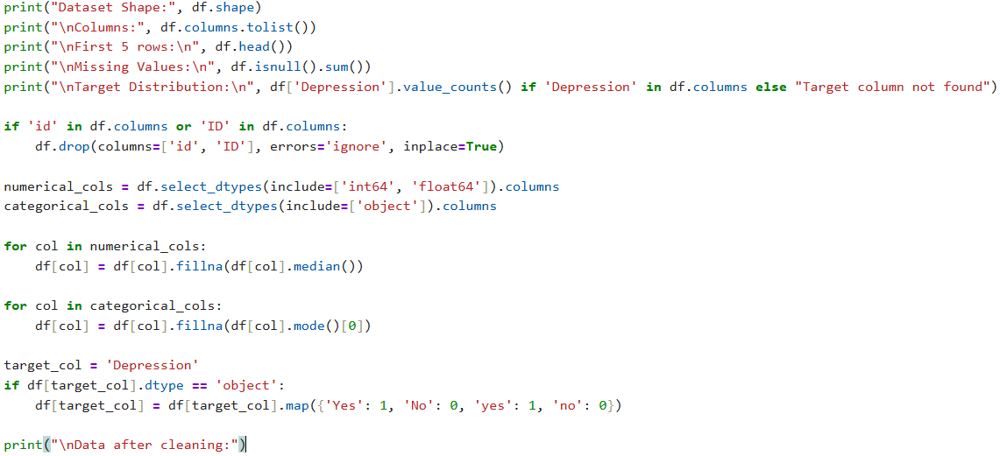 print("Dataset Shape:", df.shape)
print("\nColumns:", df.columns.tolist())
print("\nFirst 5 rows:\n", df.head())
print("\nMissing Values:\n", df.isnull().sum())
print("\nTarget Distribution:\n", df['Depression'].value_counts() if 'Depression' in df.columns else "Target column not found")

if 'id' in df.columns or 'ID' in df.columns:
    df.drop(columns=['id', 'ID'], errors='ignore', inplace=True)

numerical_cols = df.select_dtypes(include=['int64', 'float64']).columns
categorical_cols = df.select_dtypes(include=['object']).columns

for col in numerical_cols:
    df[col] = df[col].fillna(df[col].median())

for col in categorical_cols:
    df[col] = df[col].fillna(df[col].mode()[0])

target_col = 'Depression'
if df[target_col].dtype == 'object':
    df[target_col] = df[target_col].map({'Yes': 1, 'No': 0, 'yes': 1, 'no': 0})

print("\nData after cleaning:")